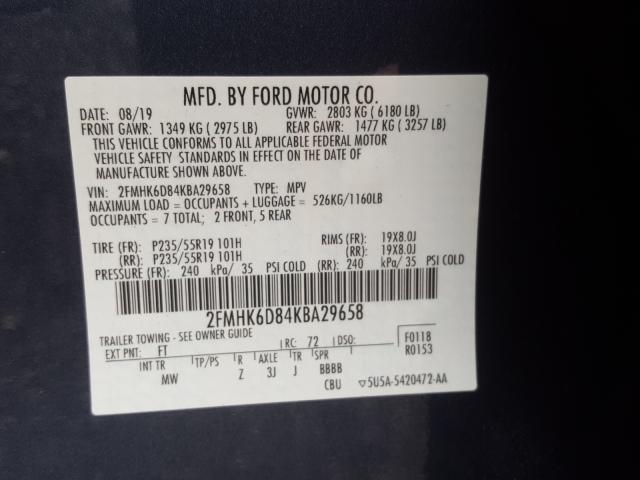 MFD. BY FORD MOTOR CO.
DATE: 08/19 GVWR: 2803 KG ( 6180 LB)
FRONT GAWR: 1349 KG ( 2975 LB) REAR GAWR: 1477 KG ( 3257 LB)
THIS VEHICLE CONFORMS TO ALL APPLICABLE FEDERAL MOTOR
VEHICLE SAFETY STANDARDS IN EFFECT ON THE DATE OF
MANUFACTURE SHOWN ABOVE.
VIN: 2FMHK6D84KBA29658 TYPE: MPV
MAXIMUM LOAD = OCCUPANTS + LUGGAGE = 526KG/1160LB
OCCUPANTS = 7 TOTAL; 2 FRONT, 5 REAR
TIRE (FR): P235/55R19 101H RIMS (FR): 19X8.0J
(RR): P235/55R19 101H (RR): 19X8.0J
PRESSURE (FR): 240 kPa/ 35 PSI COLD (RR): 240 kPa/ 35 PSI COLD
2FMHK6D84KBA29658
TRAILER TOWING - SEE OWNER GUIDE
EXT PNT: FT RC: 72 DSO: F0118
INT TR TP/PS R AXLE TR SPR R0153
MW Z 3J J BBBB
CBU 5U5A-5420472-AA